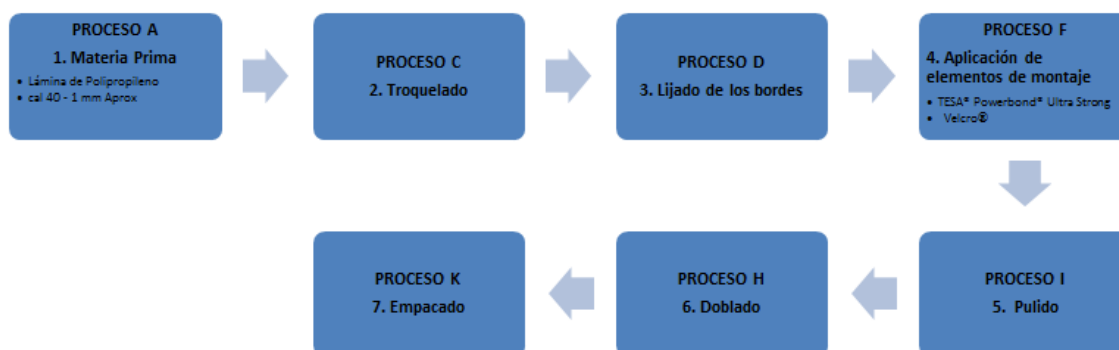 PROCESO A
1. Materia Prima
• Lámina de Polipropileno
• cal 40 - 1 mm Aprox
PROCESO C
2. Troquelado
PROCESO D
3. Lijado de los bordes
PROCESO F
4. Aplicación de
elementos de montaje
• TESA® Powerbond® Ultra Strong
• Velcro®
PROCESO I
5. Pulido
PROCESO H
6. Doblado
PROCESO K
7. Empacado